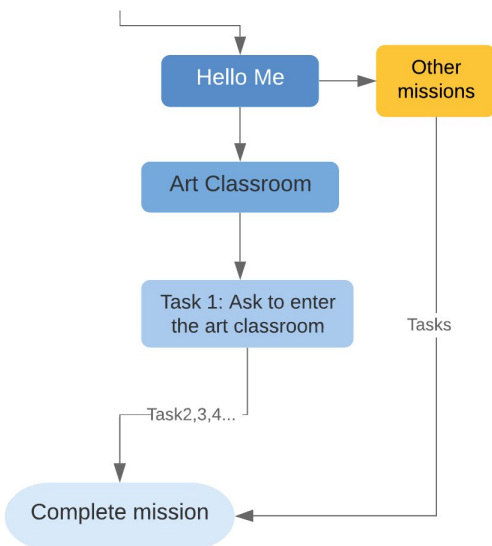 Hello Me
Other
missions
Art Classroom
Task 1: Ask to enter
the art classroom
Tasks
Task2,3,4...
Complete mission